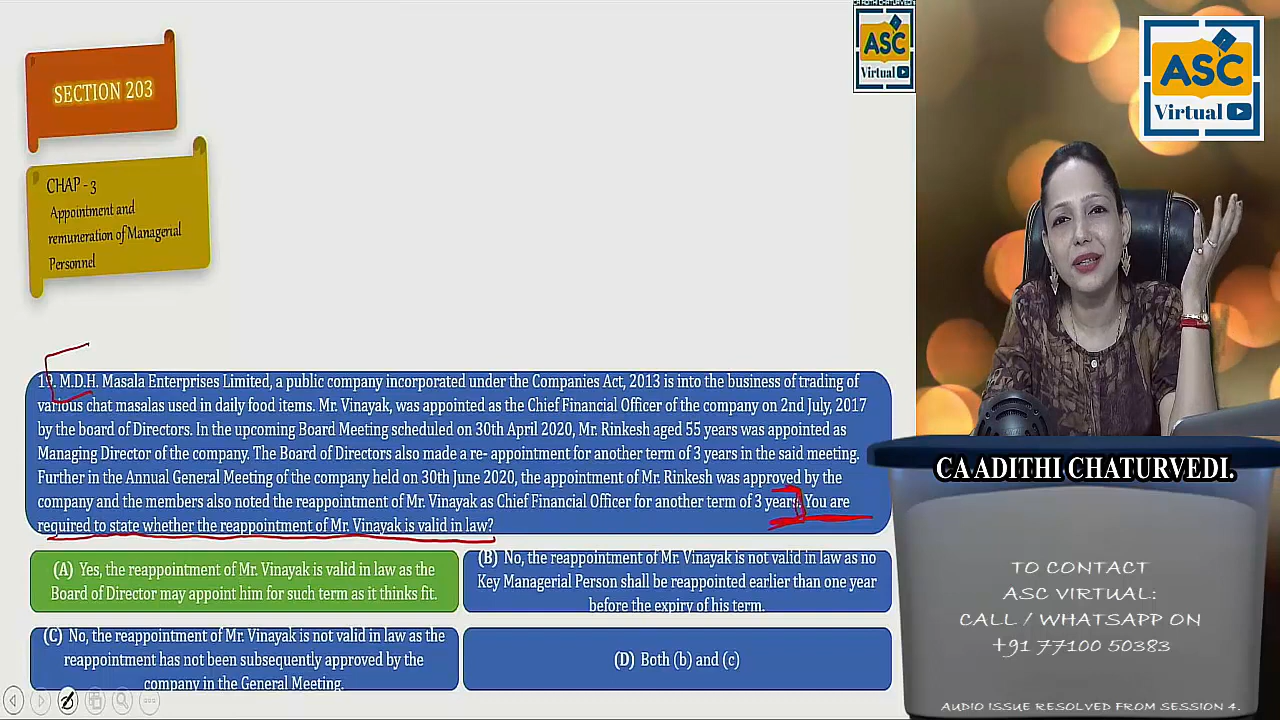 CA ADITHI CHATURVEDI
ASC
Virtual
ASC
Virtual
SECTION 203
CHAP - 3
Appointment and
remuneration of Managerial
Personnel
19. M.D.H. Masala Enterprises Limited, a public company incorporated under the Companies Act, 2013 is into the business of trading of
various chat masalas used in daily food items. Mr. Vinayak, was appointed as the Chief Financial Officer of the company on 2nd July, 2017
by the board of Directors. In the upcoming Board Meeting scheduled on 30th April 2020, Mr. Rinkesh aged 55 years was appointed as
Managing Director of the company. The Board of Directors also made a re- appointment for another term of 3 years in the said meeting.
Further in the Annual General Meeting of the company held on 30th June 2020, the appointment of Mr. Rinkesh was approved by the
company and the members also noted the reappointment of Mr. Vinayak as Chief Financial Officer for another term of 3 years. You are
required to state whether the reappointment of Mr. Vinayak is valid in law?
(A) Yes, the reappointment of Mr. Vinayak is valid in law as the
Board of Director may appoint him for such term as it thinks fit.
(B) No, the reappointment of Mr. Vinayak is not valid in law as no
Key Managerial Person shall be reappointed earlier than one year
before the expiry of his term.
(C) No, the reappointment of Mr. Vinayak is not valid in law as the
reappointment has not been subsequently approved by the
company in the General Meeting.
(D) Both (b) and (c)
CA ADITHI CHATURVEDI.
TO CONTACT
ASC VIRTUAL:
CALL / WHATSAPP ON
+91 77100 50383
AUDIO ISSUE RESOLVED FROM SESSION 4.